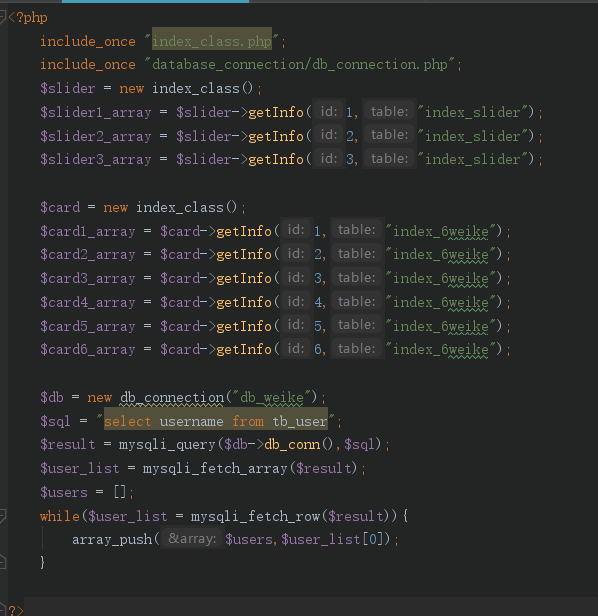 <?php
include_once "index_class.php";
include_once "database_connection/db_connection.php";
$slider = new index_class();
$slider1_array = $slider->getInfo( id: 1, table: "index_slider");
$slider2_array = $slider->getInfo( id: 2, table: "index_slider");
$slider3_array = $slider->getInfo( id: 3, table: "index_slider");
$card = new index_class();
$card1_array = $card->getInfo( id: 1, table: "index_6weike");
$card2_array = $card->getInfo( id: 2, table: "index_6weike");
$card3_array = $card->getInfo( id: 3, table: "index_6weike");
$card4_array = $card->getInfo( id: 4, table: "index_6weike");
$card5_array = $card->getInfo( id: 5, table: "index_6weike");
$card6_array = $card->getInfo( id: 6, table: "index_6weike");
$db = new db_connection("db_weike");
$sql = "select username from tb_user";
$result = mysqli_query($db->db_conn(),$sql);
$user_list = mysqli_fetch_array($result);
$users = [];
while($user_list = mysqli_fetch_row($result)){
array_push( &array: $users,$user_list[0]);
}
?>